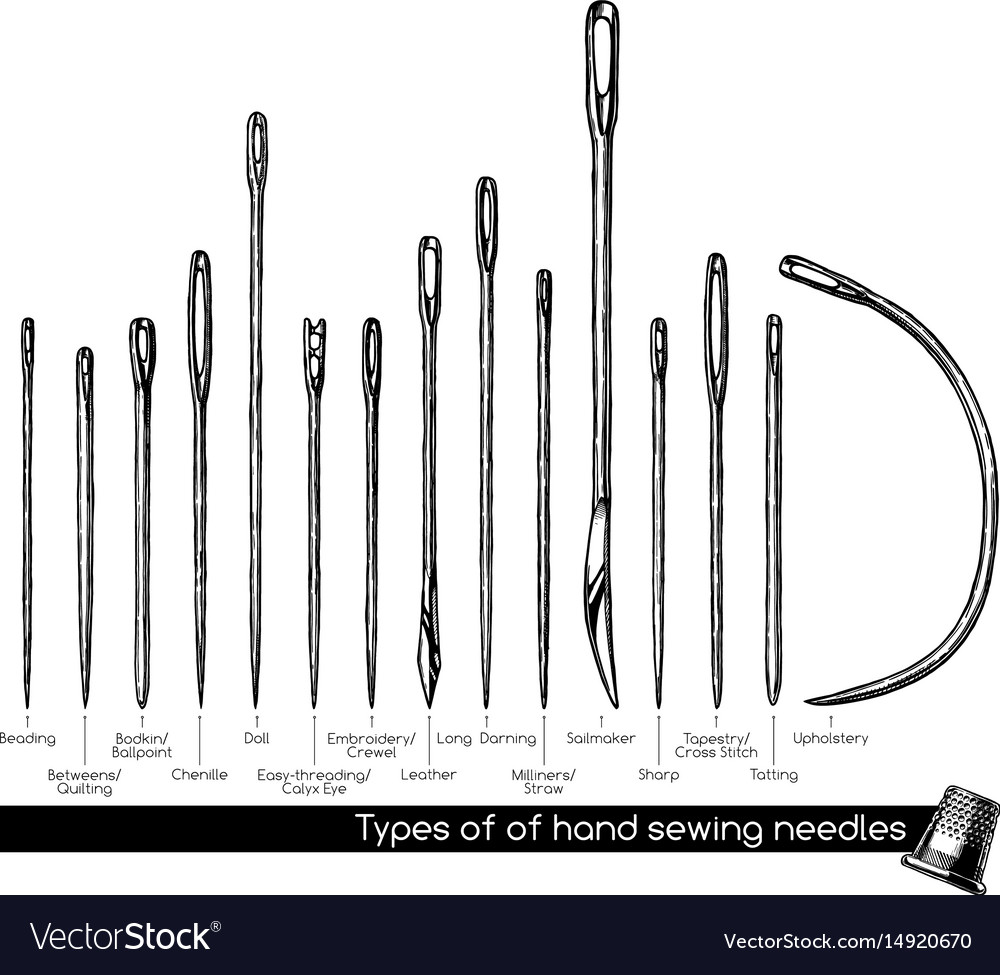 Beading
Betweens/
Quilting
Bodkin/
Ballpoint
Chenille
Doll
Easy-threading/
Calyx Eye
Embroidery/
Crewel
Leather
Long Darning
Milliners/
Straw
Sailmaker
Sharp
Tapestry/
Cross Stitch
Tatting
Upholstery
Types of of hand sewing needles
VectorStock®
VectorStock.com/14920670